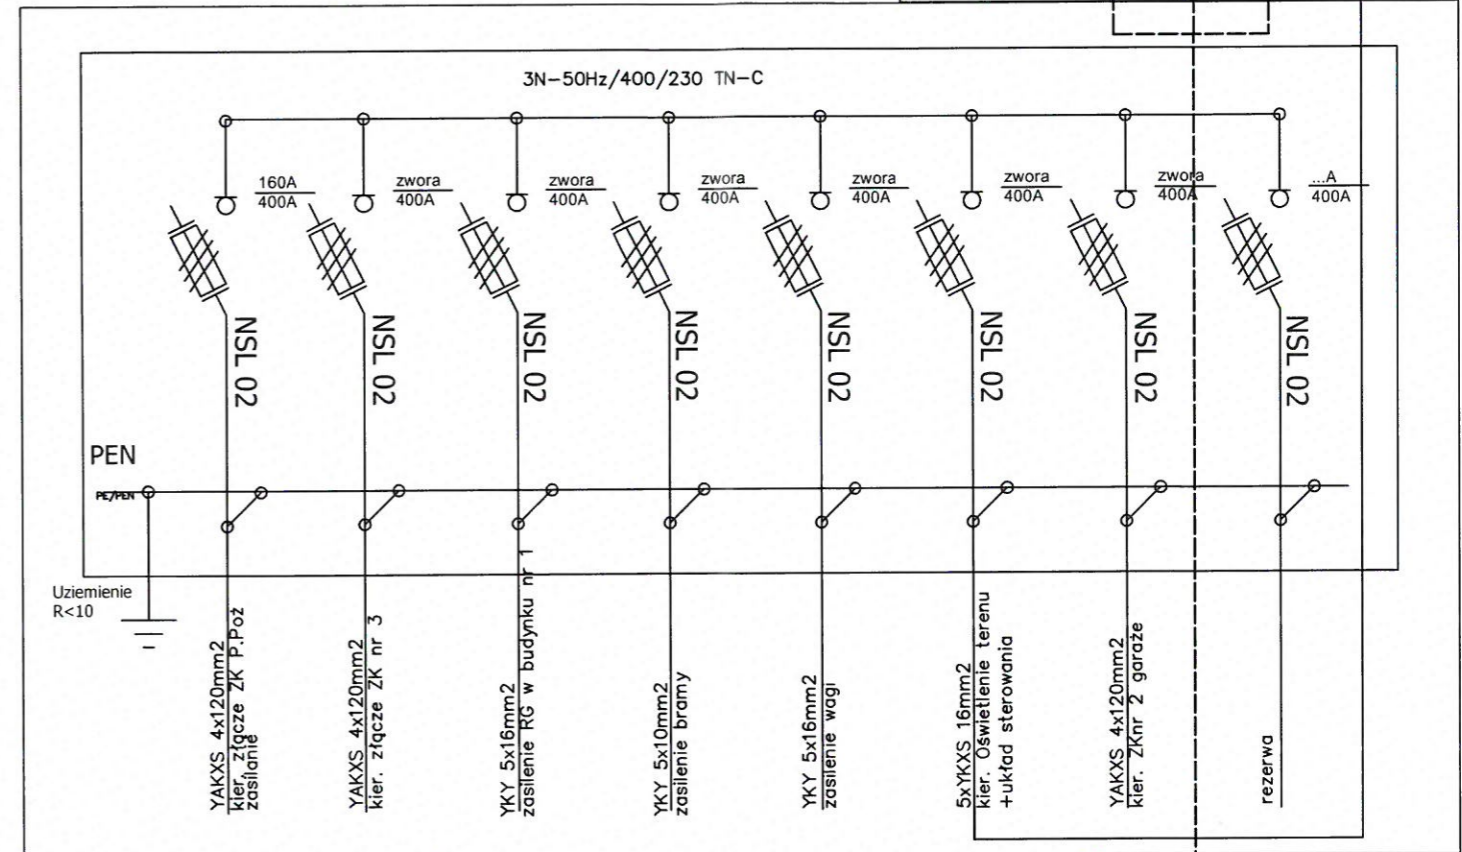 3N-50Hz/400/230 TN-C
160A
400A
zwora
400A
zwora
400A
zwora
400A
zwora
400A
zwora
400A
zwora
400A
...A
400A
NSL 02
NSL 02
NSL 02
NSL 02
NSL 02
NSL 02
NSL 02
NSL 02
PEN
PE/PEN
Uziemienie
R<10
YAKXS 4x120mm2
kier. złącze ZK P.Poż
zasilanie
YAKXS 4x120mm2
kier. złącze ZK nr 3
YKY 5x16mm2
zasilenie RG w budynku nr 1
YKY 5x10mm2
zasilenie bramy
YKY 5x16mm2
zasilenie wagi
5xYKXS 16mm2
kier. Oświetlenie terenu
+układ sterowania
YAKXS 4x120mm2
kier. ZKnr 2 garaże
rezerwa